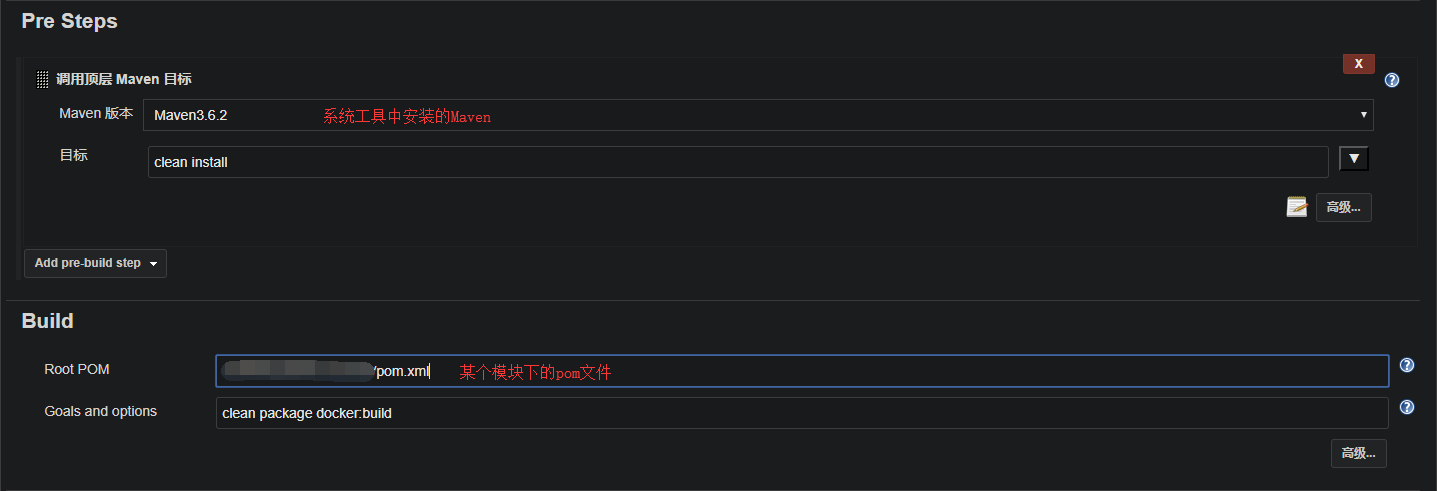 Pre Steps
X
调用顶层 Maven 目标
Maven 版本 Maven3.6.2 系统工具中安装的Maven
目标 clean install
高级...
Add pre-build step
Build
Root POM /pom.xml 某个模块下的pom文件
Goals and options clean package docker:build
高级...